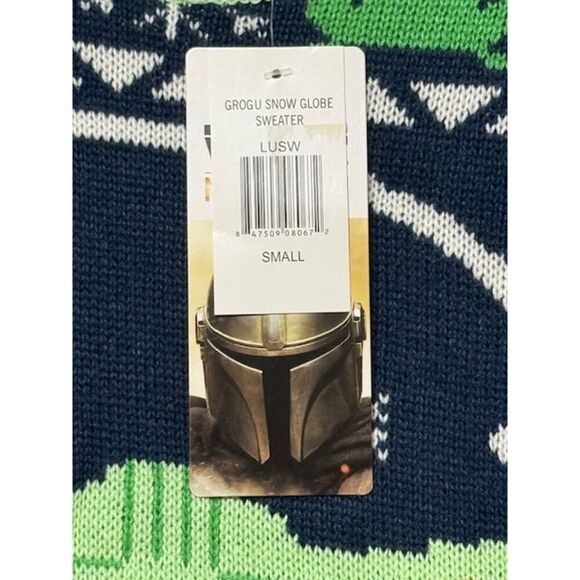 GROGU SNOW GLOBE
SWEATER
LUSW
8 47509 08067 2
SMALL